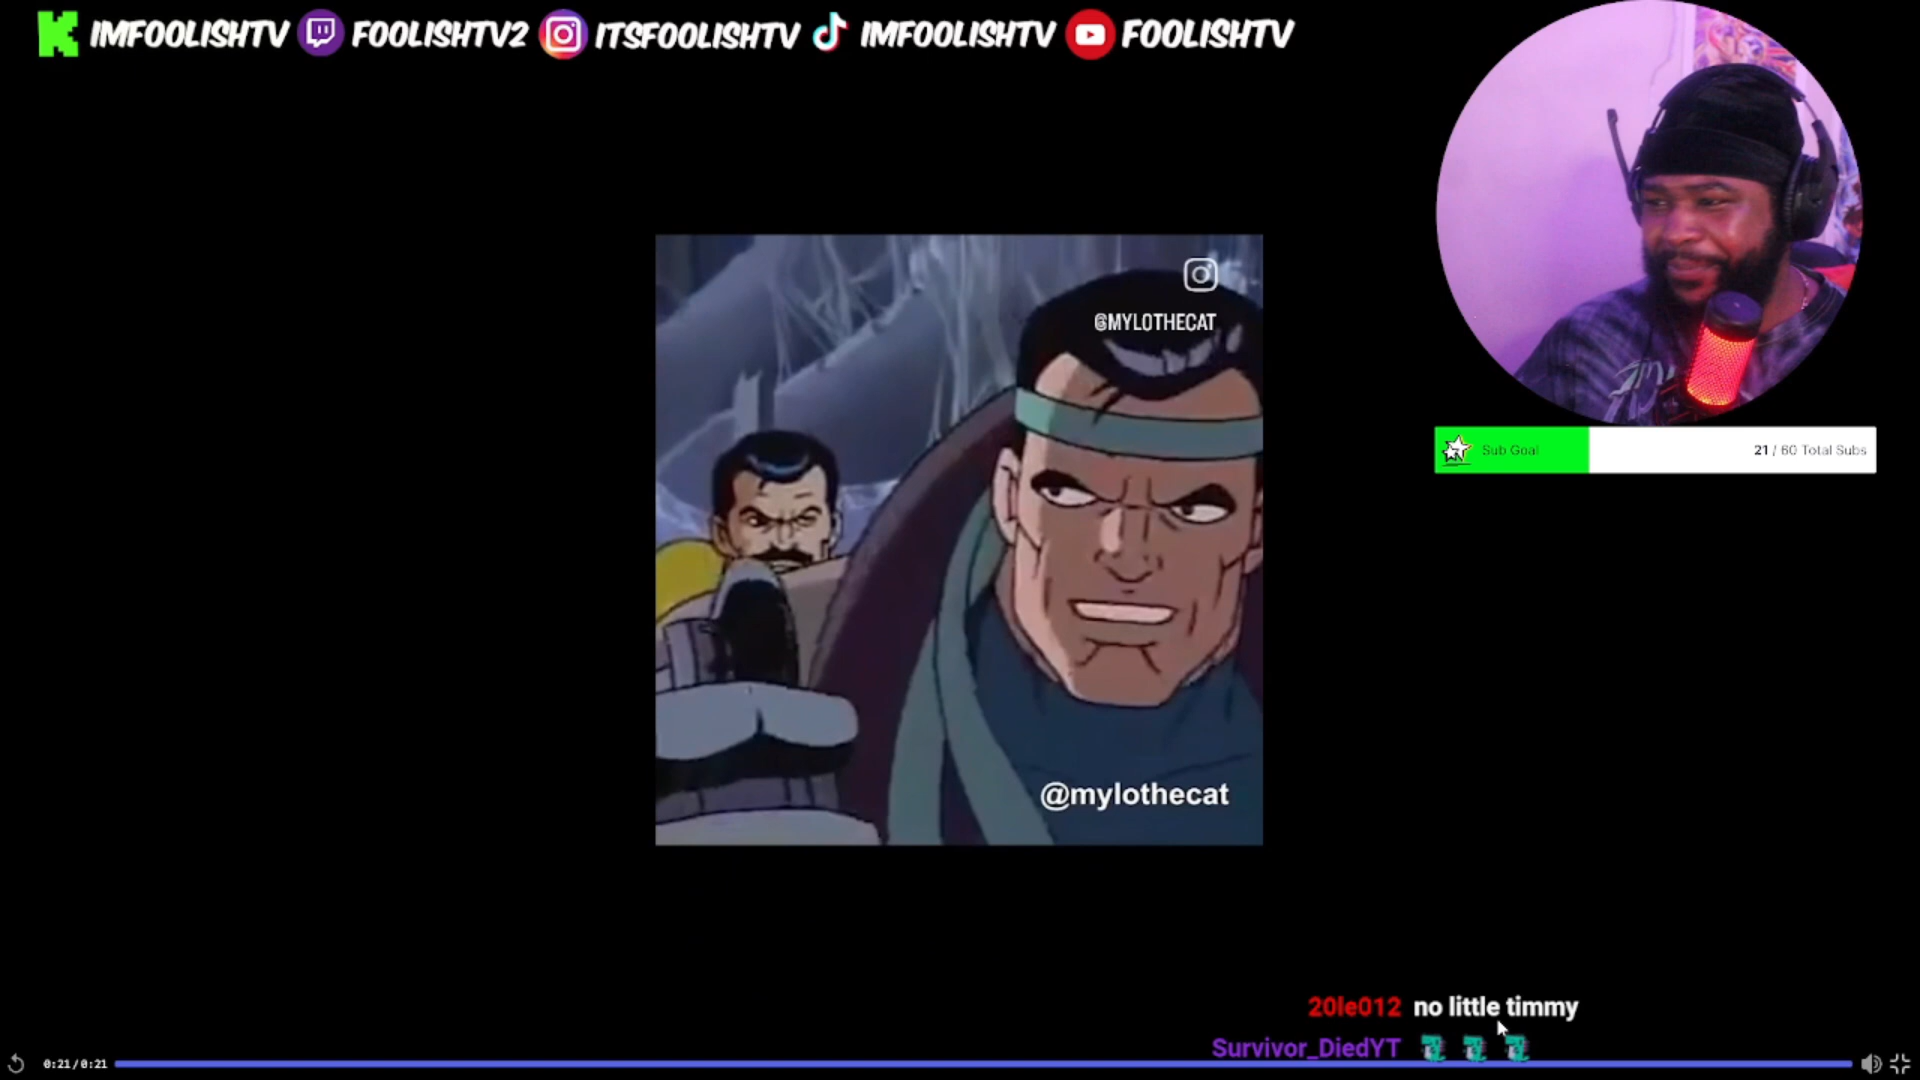 IMFOOLISHTV FOOLISHTV2 ITSFOOLISHTV IMFOOLISHTV FOOLISHTV
@MYLOTHECAT
Sub Goal 21 / 60 Total Subs
@mylothecat
20le012 no little timmy
Survivor_DiedYT
0:21/0:21